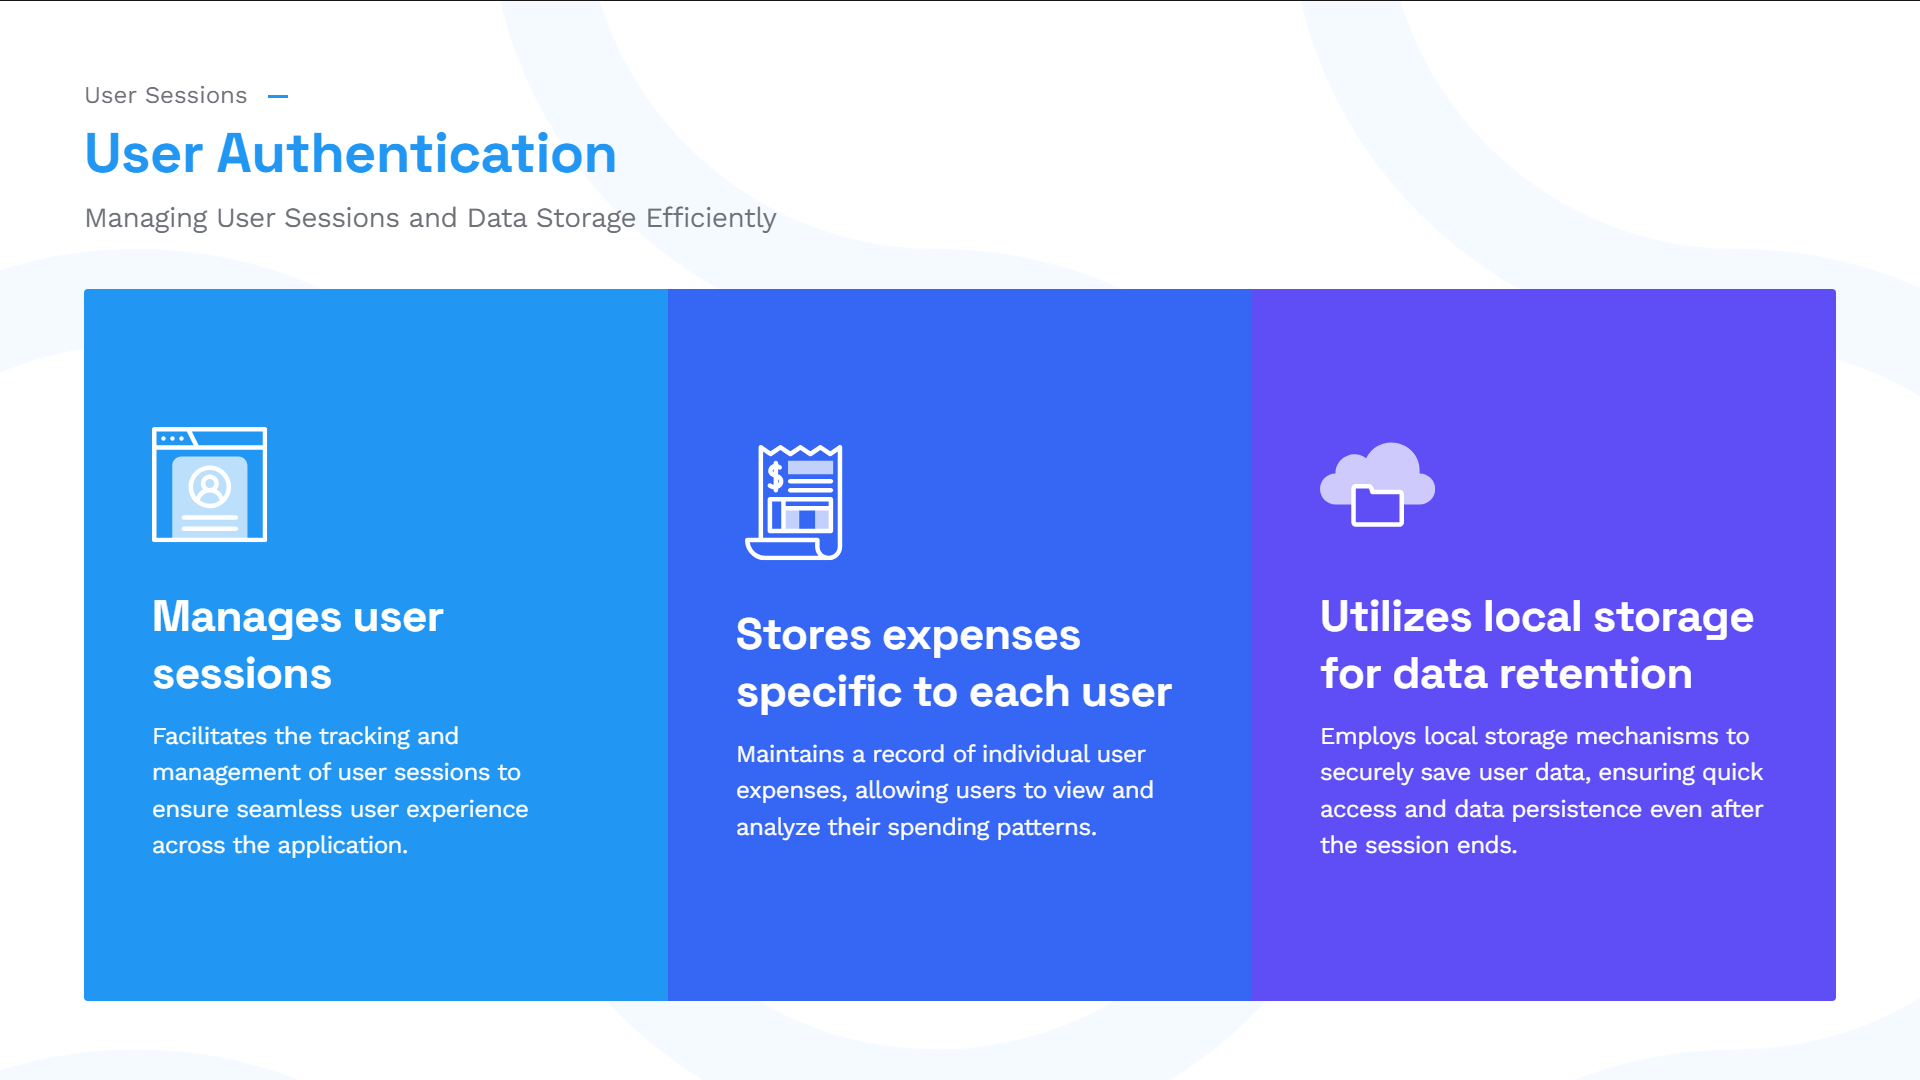 User Sessions
User Authentication
Managing User Sessions and Data Storage Efficiently
$
Manages user
sessions
Facilitates the tracking and
management of user sessions to
ensure seamless user experience
across the application.
Stores expenses
specific to each user
Maintains a record of individual user
expenses, allowing users to view and
analyze their spending patterns.
Utilizes local storage
for data retention
Employs local storage mechanisms to
securely save user data, ensuring quick
access and data persistence even after
the session ends.